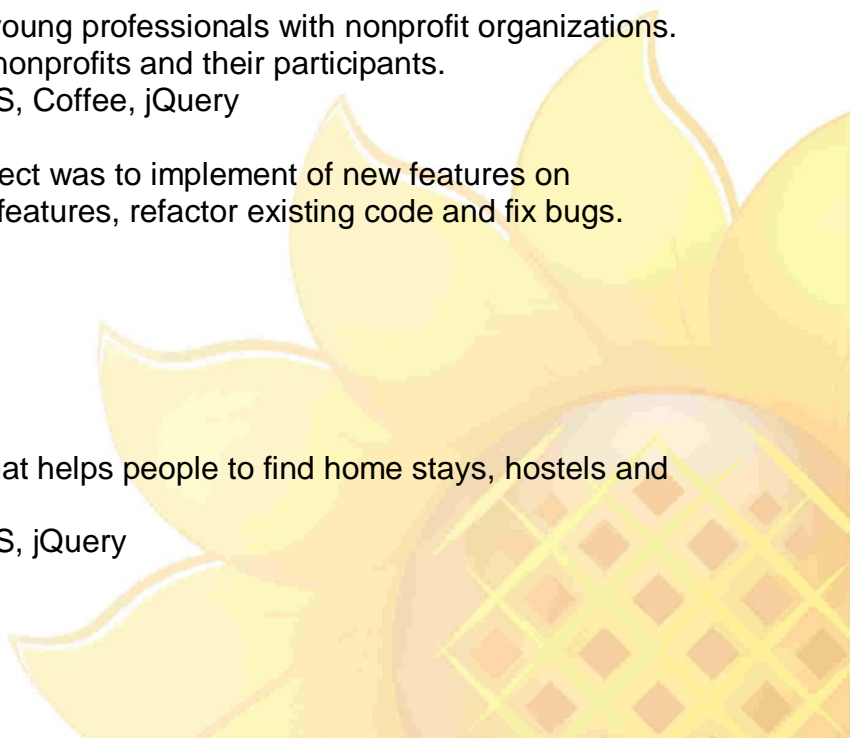 young professionals with nonprofit organizations.
nonprofits and their participants.
S, Coffee, jQuery
ect was to implement of new features on
features, refactor existing code and fix bugs.
at helps people to find home stays, hostels and
S, jQuery